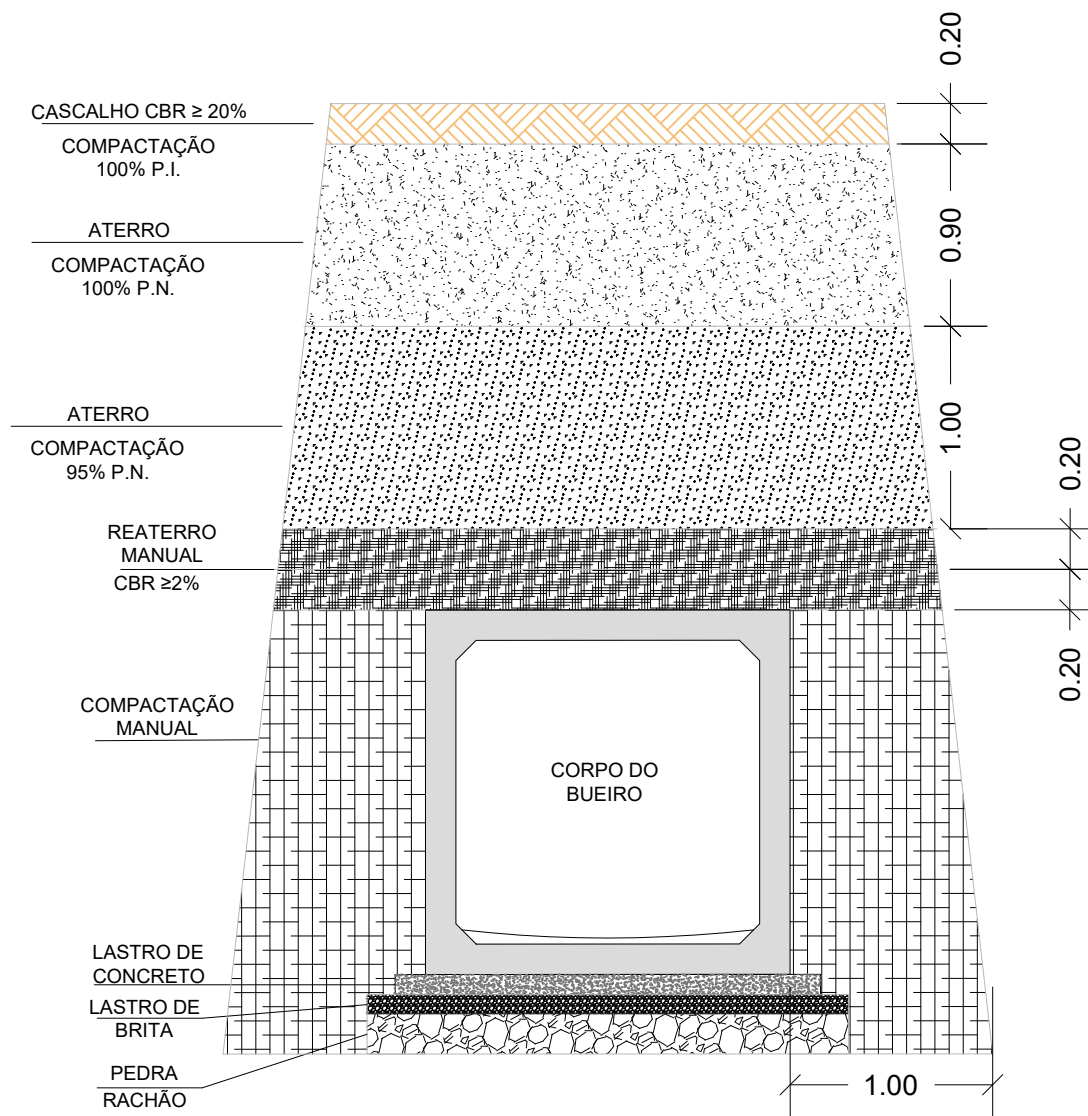 0.20
CASCALHO CBR ≥ 20%
COMPACTAÇÃO
100% P.I.
ATERRO
COMPACTAÇÃO
100% P.N.
0.90
ATERRO
COMPACTAÇÃO
95% P.N.
1.00
REATERRO
MANUAL
CBR ≥2%
0.20
0.20
COMPACTAÇÃO
MANUAL
CORPO DO
BUEIRO
LASTRO DE
CONCRETO
LASTRO DE
BRITA
PEDRA
RACHÃO
1.00